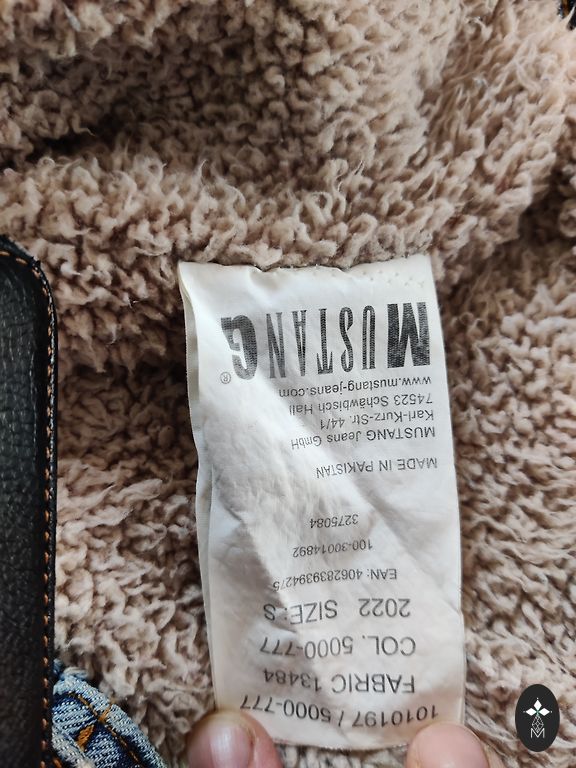 1010197 / 5000-777
FABRIC 13484
COL. 5000-777
2022 SIZE:S
EAN: 4062839394275
100-30014892
3275084
MADE IN PAKISTAN
MUSTANG Jeans GmbH
Karl-Kurz-Str. 44/1
74523 Schäwbisch Hall
www.mustang-jeans.com
MUSTANG®